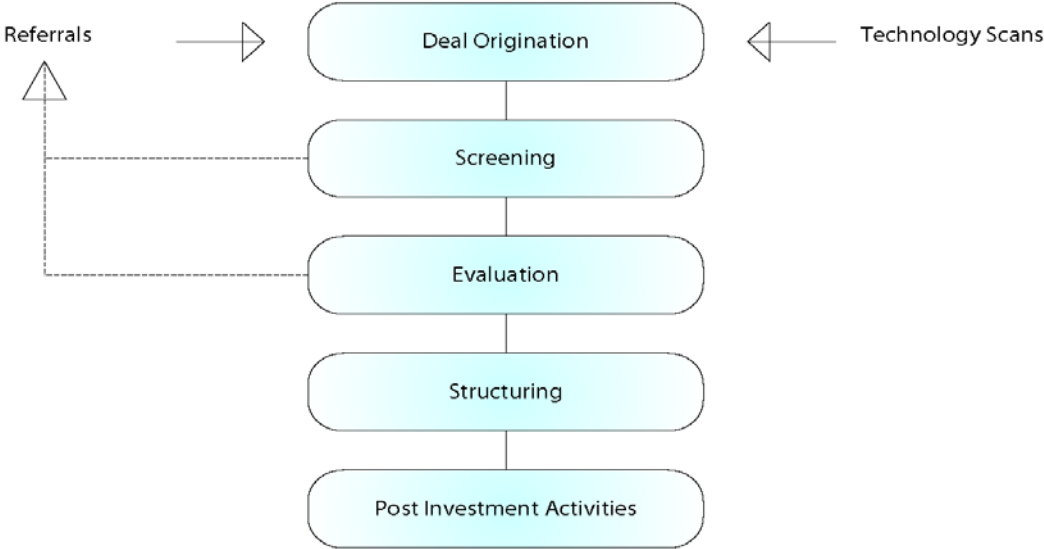 Referrals
Deal Origination
Technology Scans
Screening
Evaluation
Structuring
Post Investment Activities